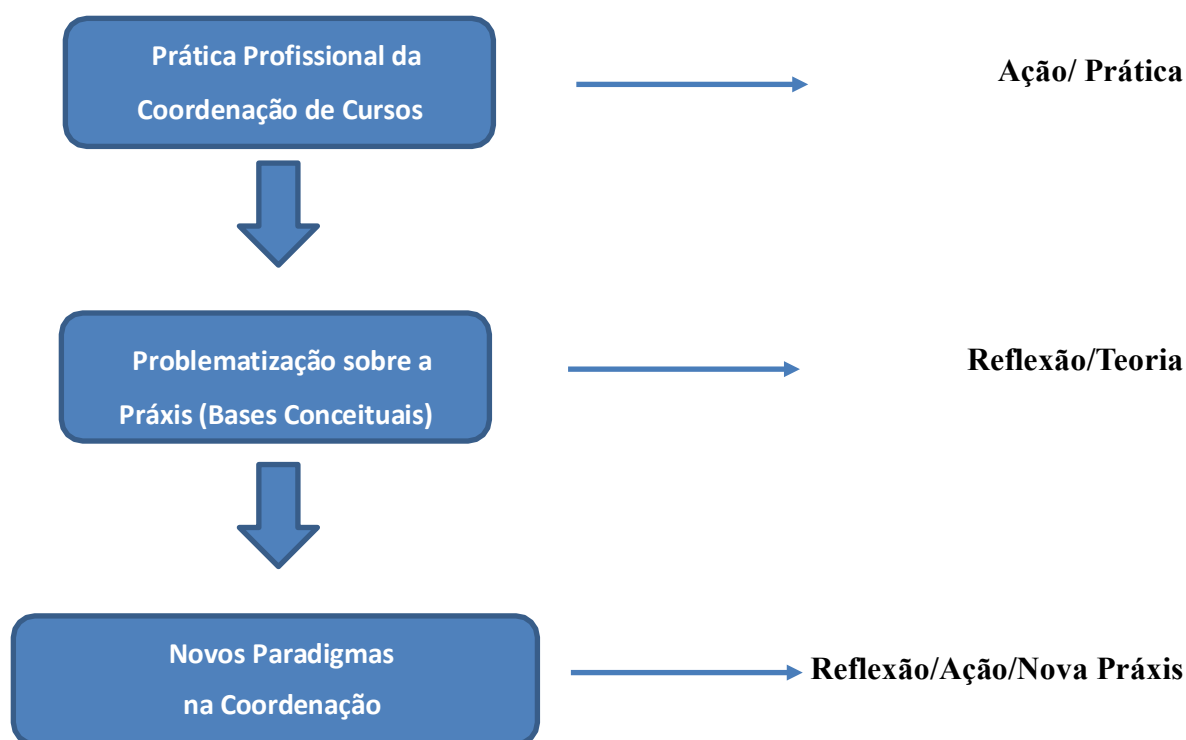 Prática Profissional da
Coordenação de Cursos
Ação/ Prática
Problematização sobre a
Práxis (Bases Conceituais)
Reflexão/Teoria
Novos Paradigmas
na Coordenação
Reflexão/Ação/Nova Práxis